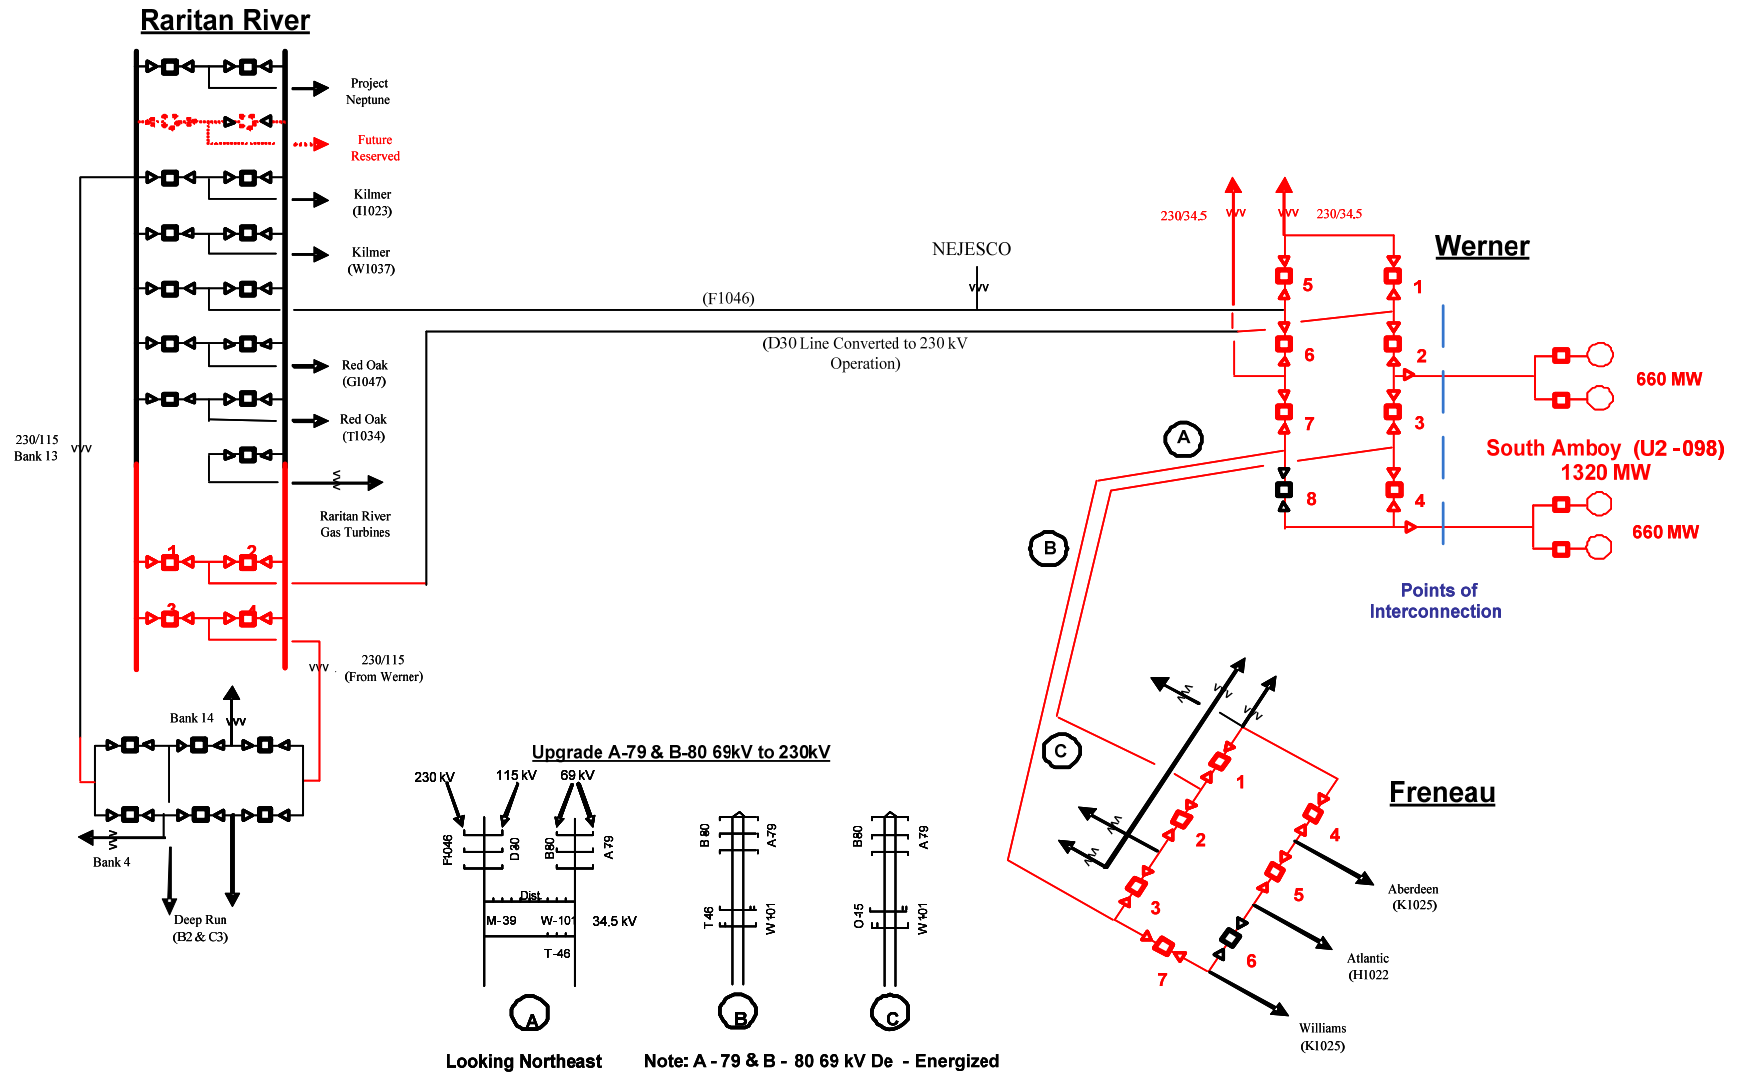 Raritan River
Project
Neptune
Future
Reserved
Kilmer
(I1023)
Kilmer
(W1037)
Red Oak
(G1047)
Red Oak
(T1034)
230/115
Bank 13
Raritan River
Gas Turbines
1
2
3
4
230/115
(From Werner)
Bank 14
Bank 4
Deep Run
(B2 & C3)
NEJESCO
(F1046)
(D30 Line Converted to 230 kV
Operation)
230/34.5
230/34.5
Werner
5
1
6
2
7
3
8
4
660 MW
South Amboy (U2 -098)
1320 MW
660 MW
Points of
Interconnection
A
B
C
Freneau
1
2
3
4
5
6
7
Aberdeen
(K1025)
Atlantic
(H1022
Williams
(K1025)
Upgrade A-79 & B-80 69kV to 230kV
230 kV
115 kV
69 kV
F1046
D30
B80
A 79
Dist
M-39
W-101
34.5 kV
T-46
A
B 80
A-79
T 46
W101
B
B80
A 79
O-15
W101
C
Looking Northeast
Note: A - 79 & B - 80 69 kV De - Energized